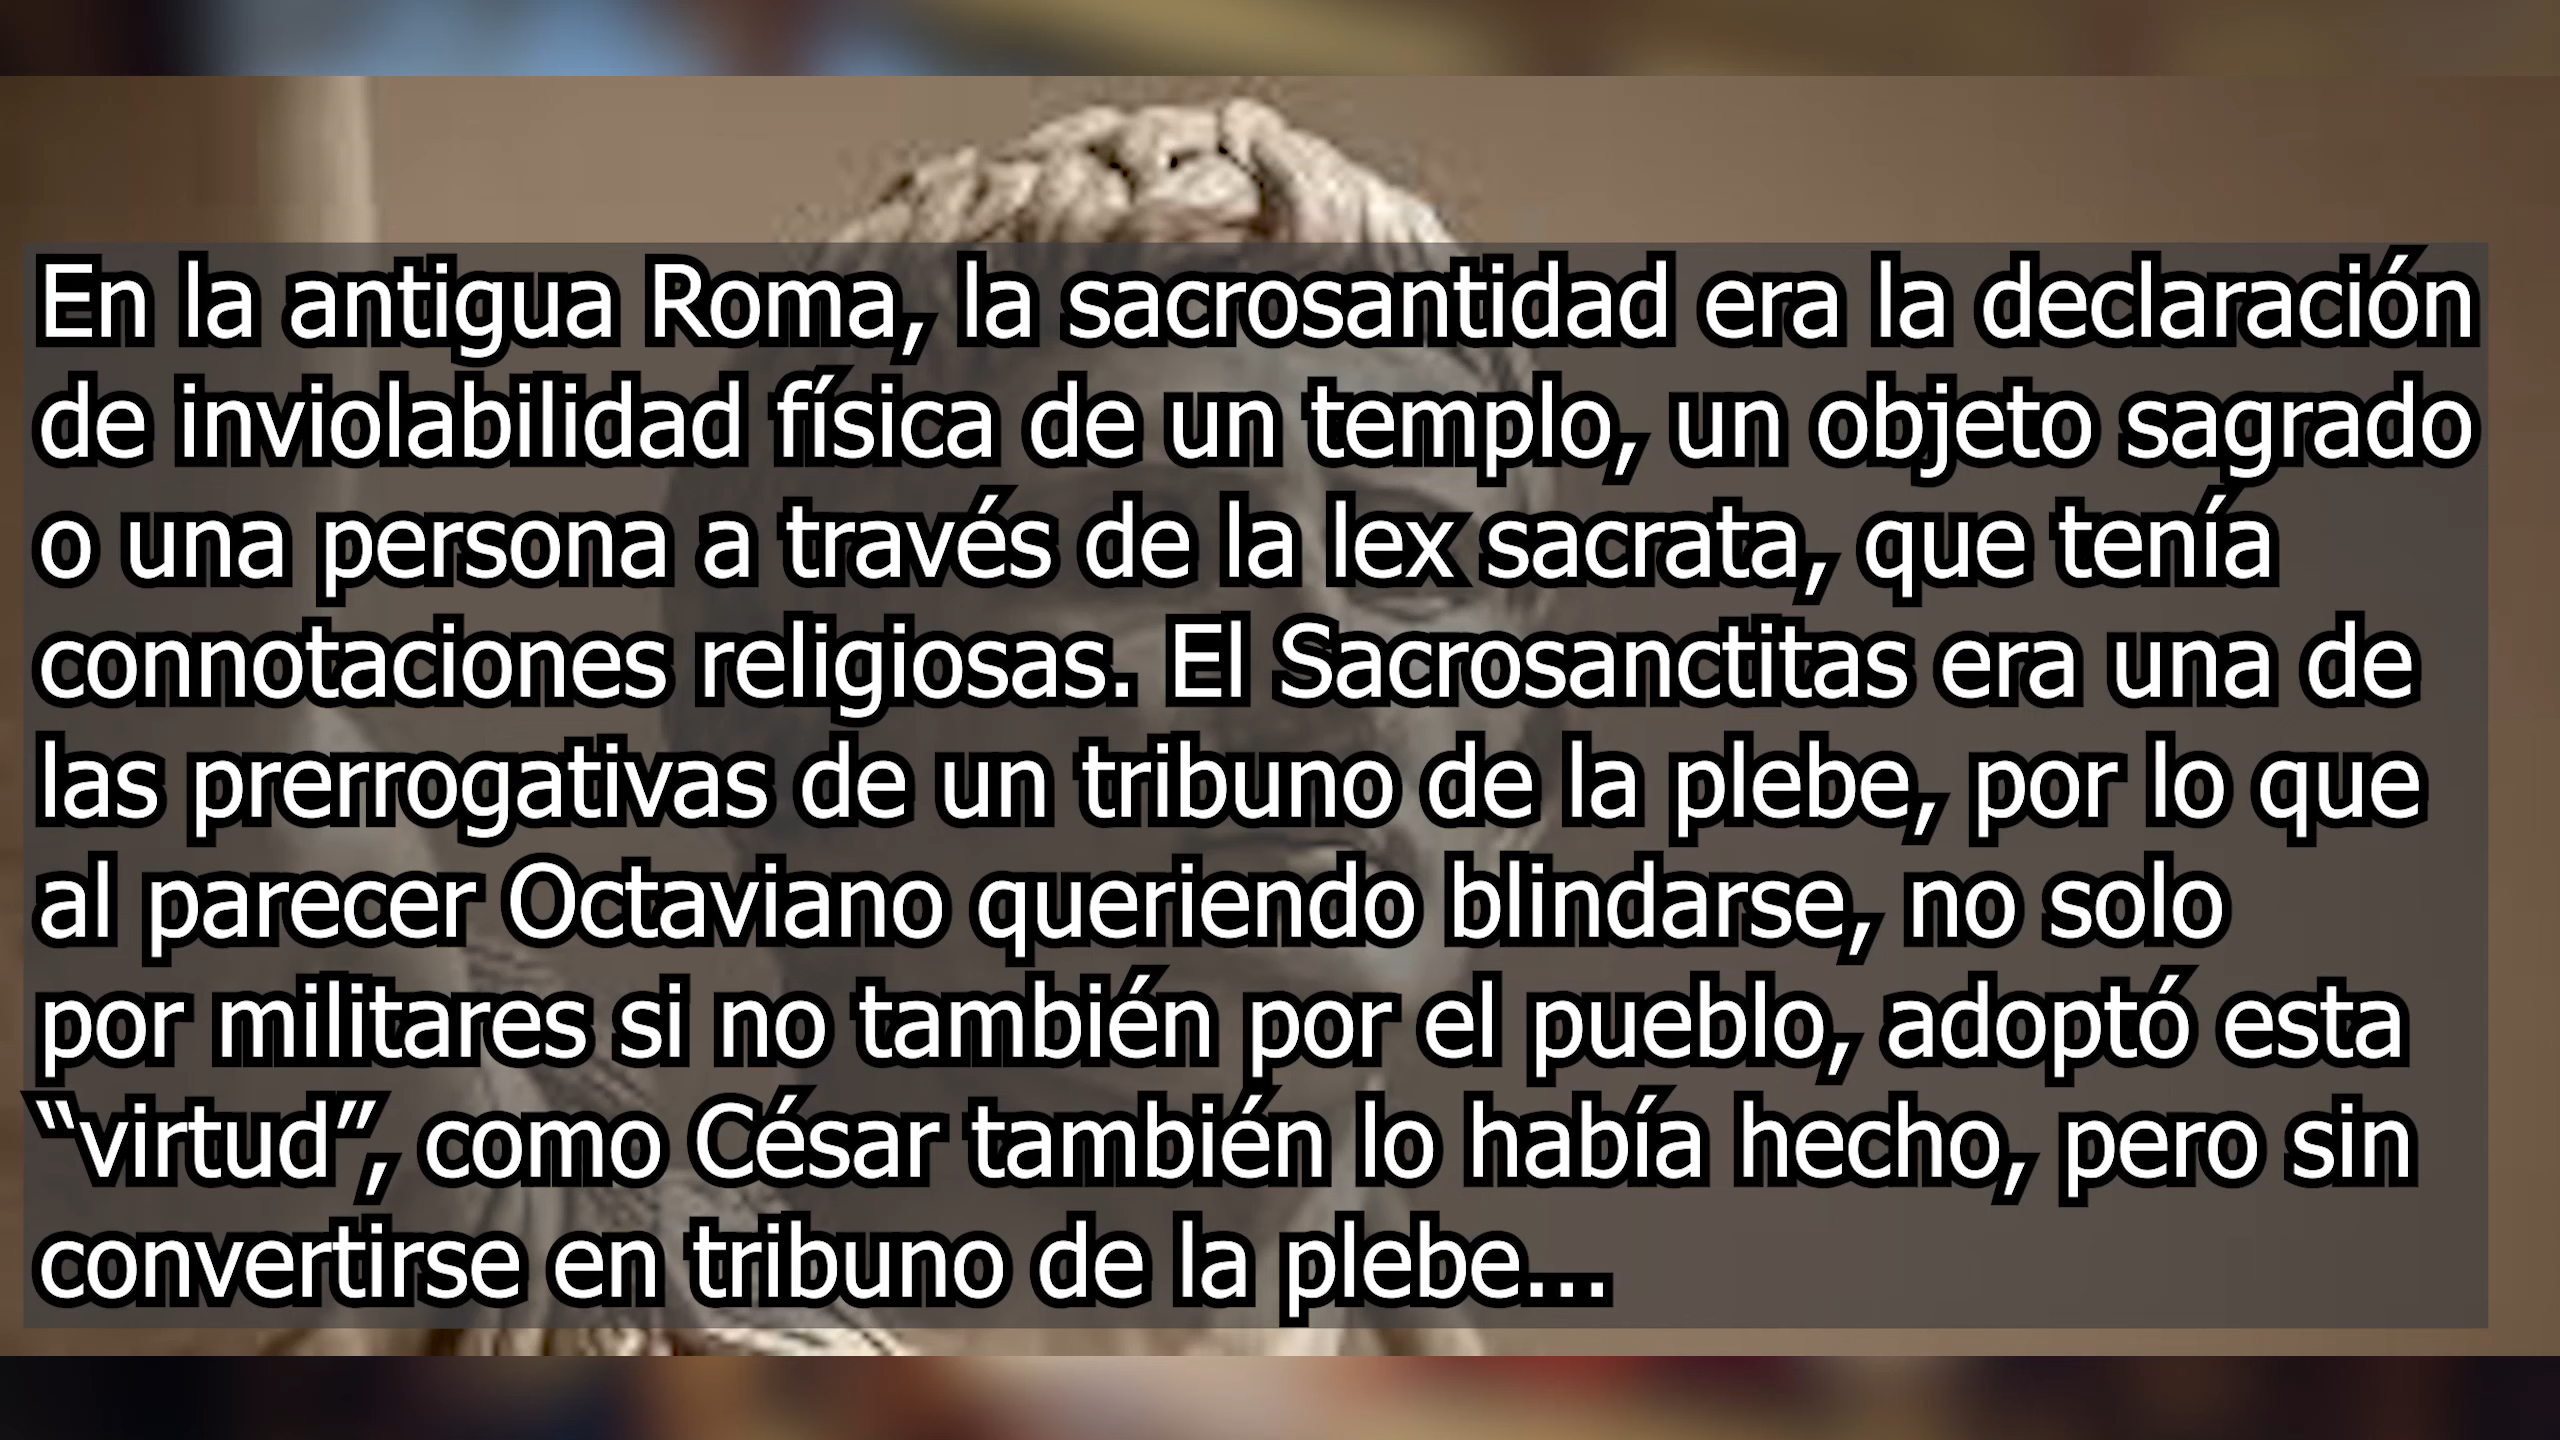 En la antigua Roma, la sacrosantidad era la declaración
de inviolabilidad física de un templo, un objeto sagrado
o una persona a través de la lex sacrata, que tenía
connotaciones religiosas. El Sacrosanctitas era una de
las prerrogativas de un tribuno de la plebe, por lo que
al parecer Octaviano queriendo blindarse, no solo
por militares si no también por el pueblo, adoptó esta
“virtud”, como César también lo había hecho, pero sin
convertirse en tribuno de la plebe...